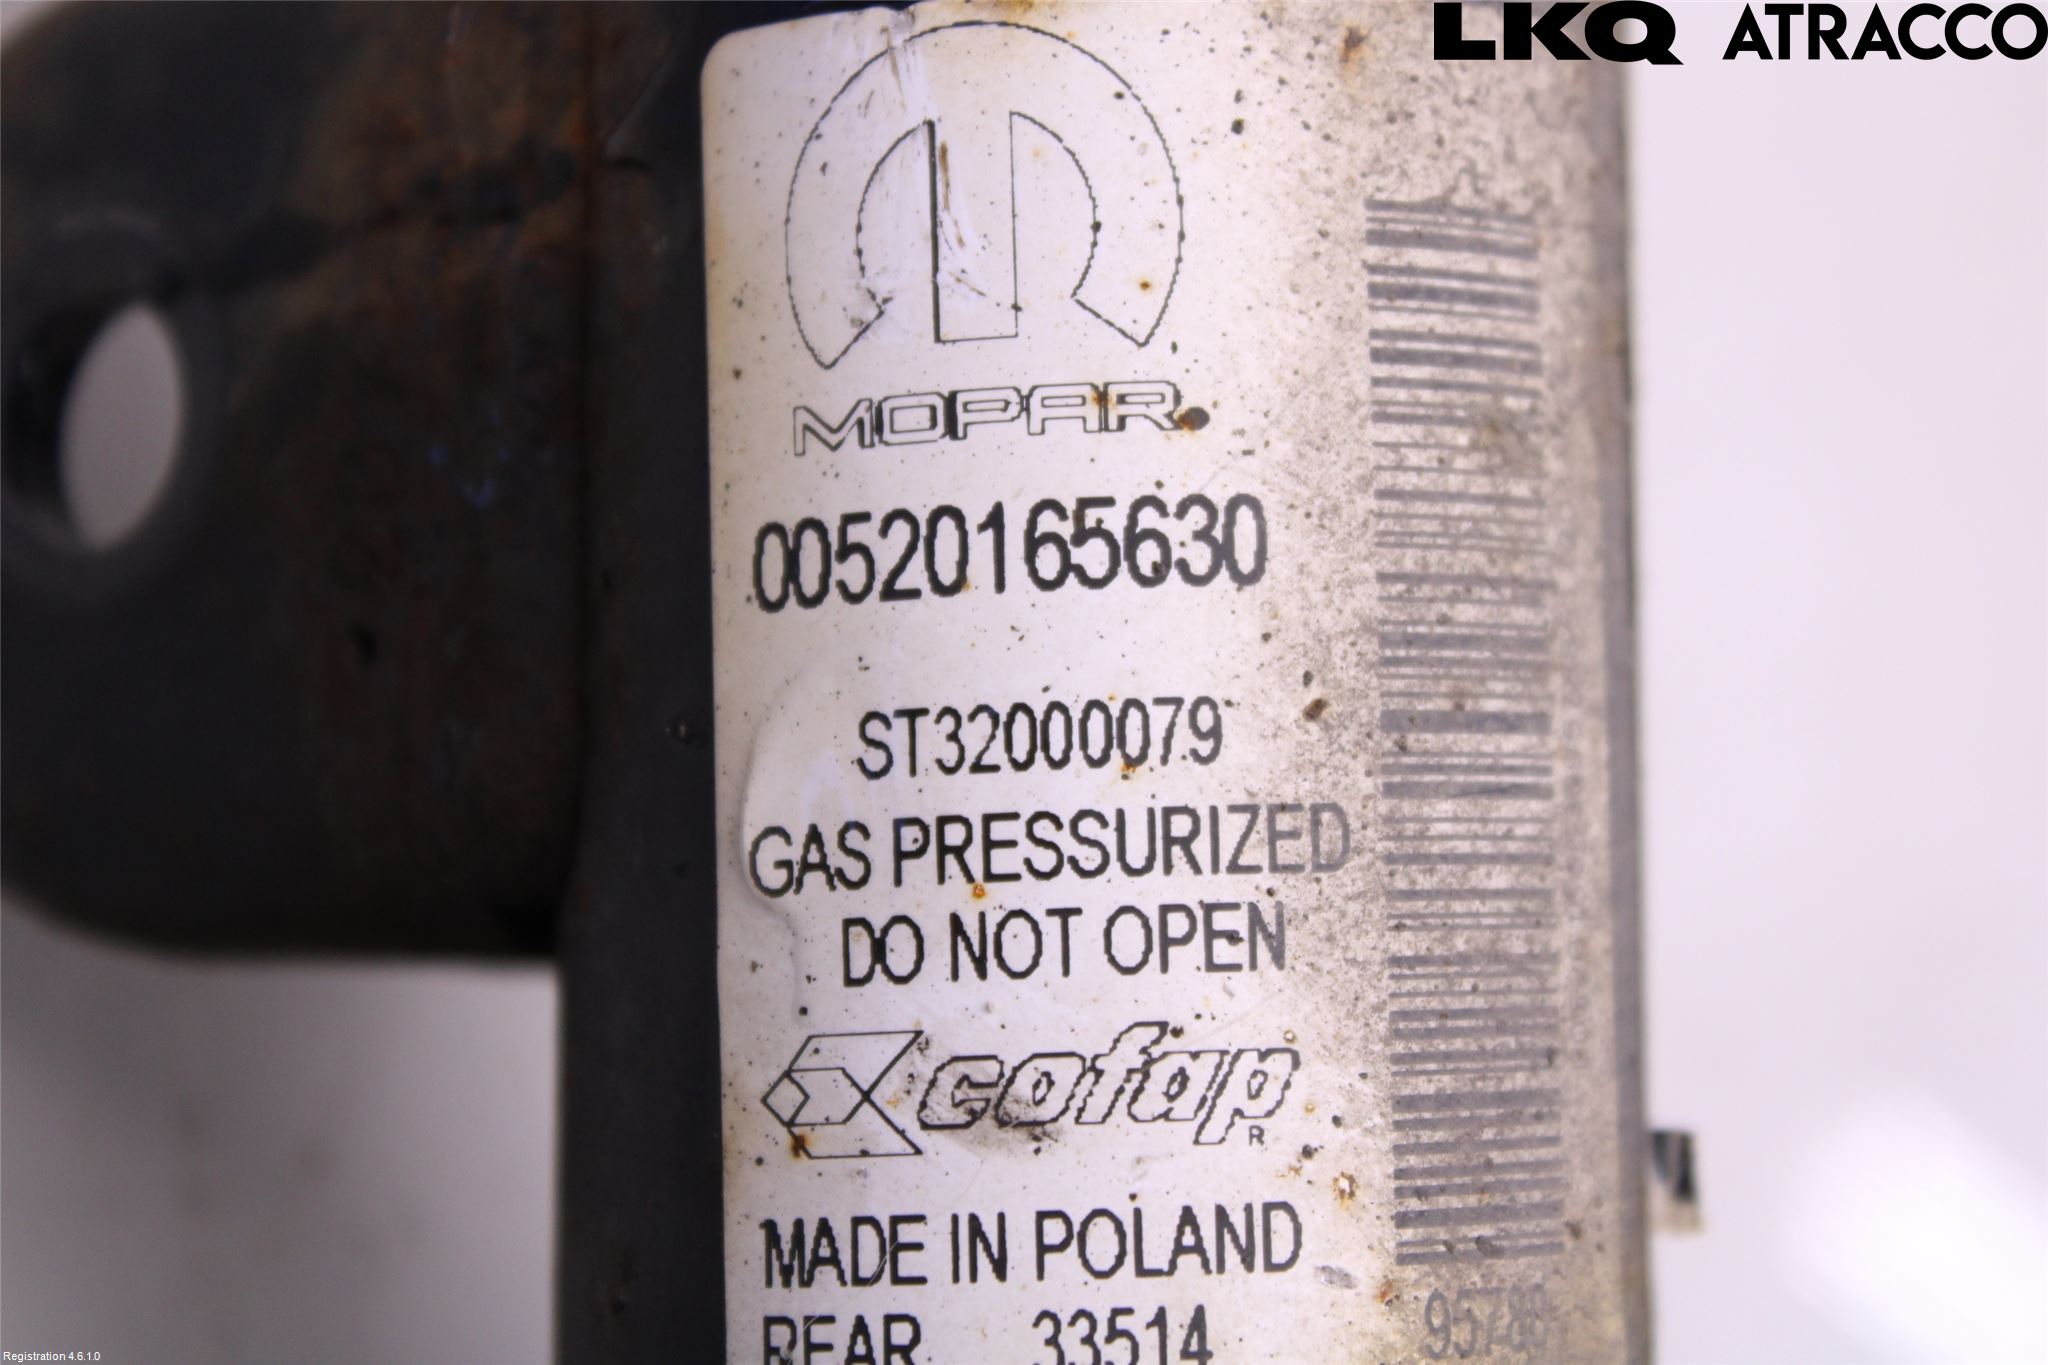 LKQ ATRACCO
MOPAR
00520165630
ST32000079
GAS PRESSURIZED
DO NOT OPEN
cofap R
MADE IN POLAND
REAR 33514
Registration 4.6.1.0